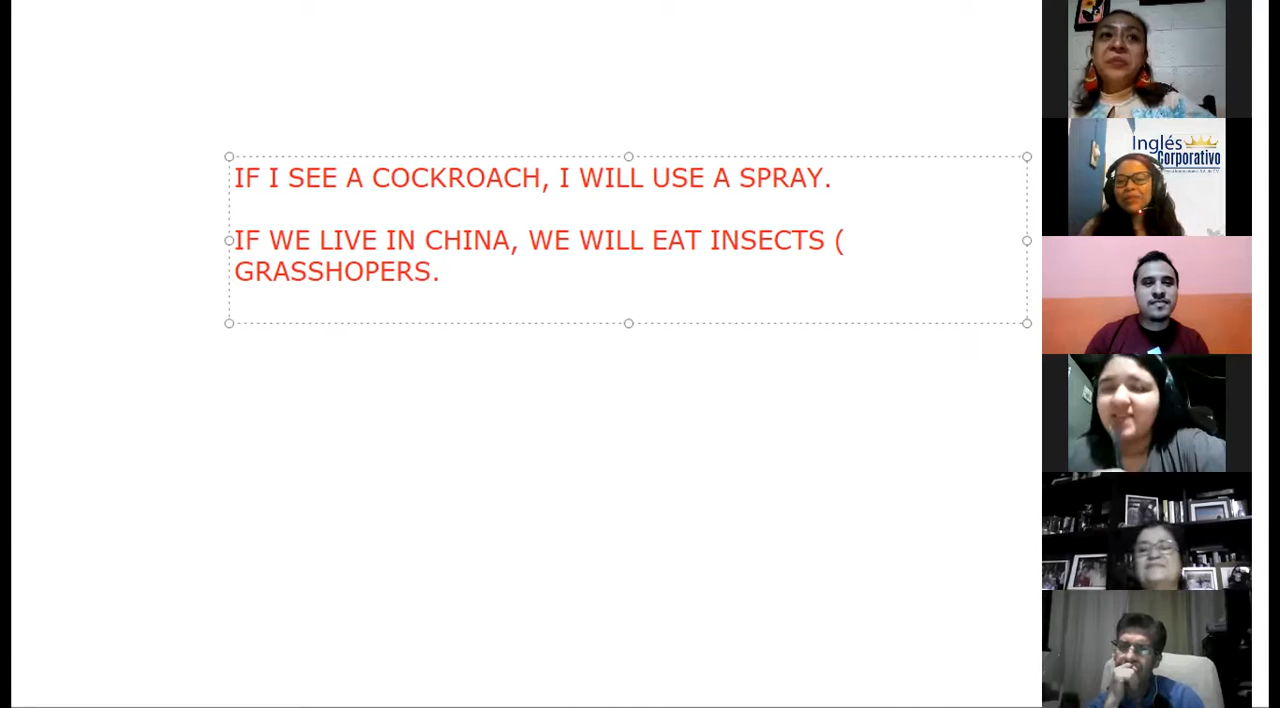 IF I SEE A COCKROACH, I WILL USE A SPRAY.
IF WE LIVE IN CHINA, WE WILL EAT INSECTS (
GRASSHOPERS.
Inglés
Corporativo